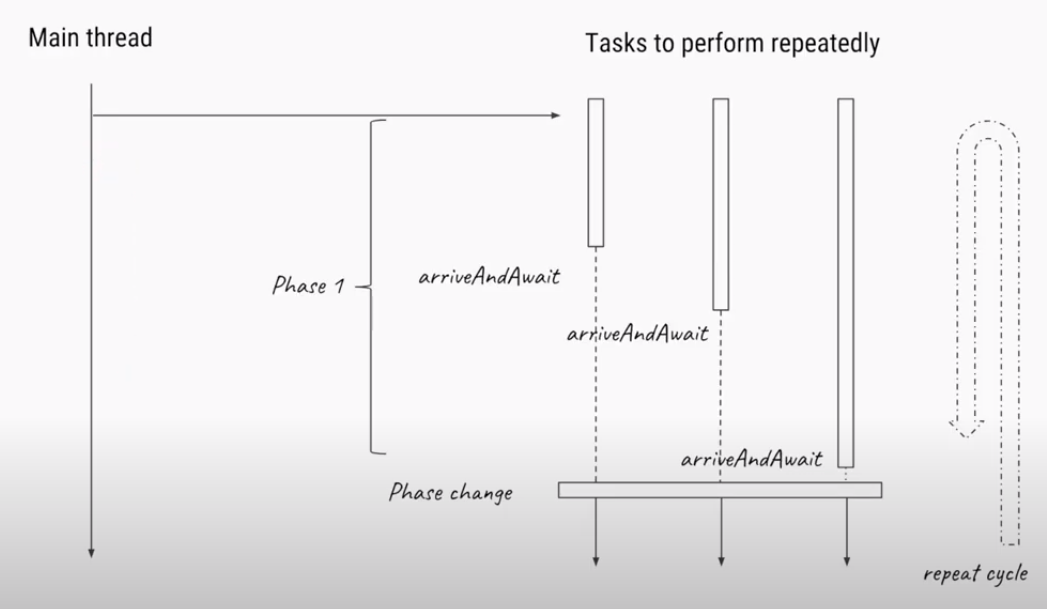 Main thread
Tasks to perform repeatedly
Phase 1
arriveAndAwait
arriveAndAwait
arriveAndAwait
Phase change
repeat cycle